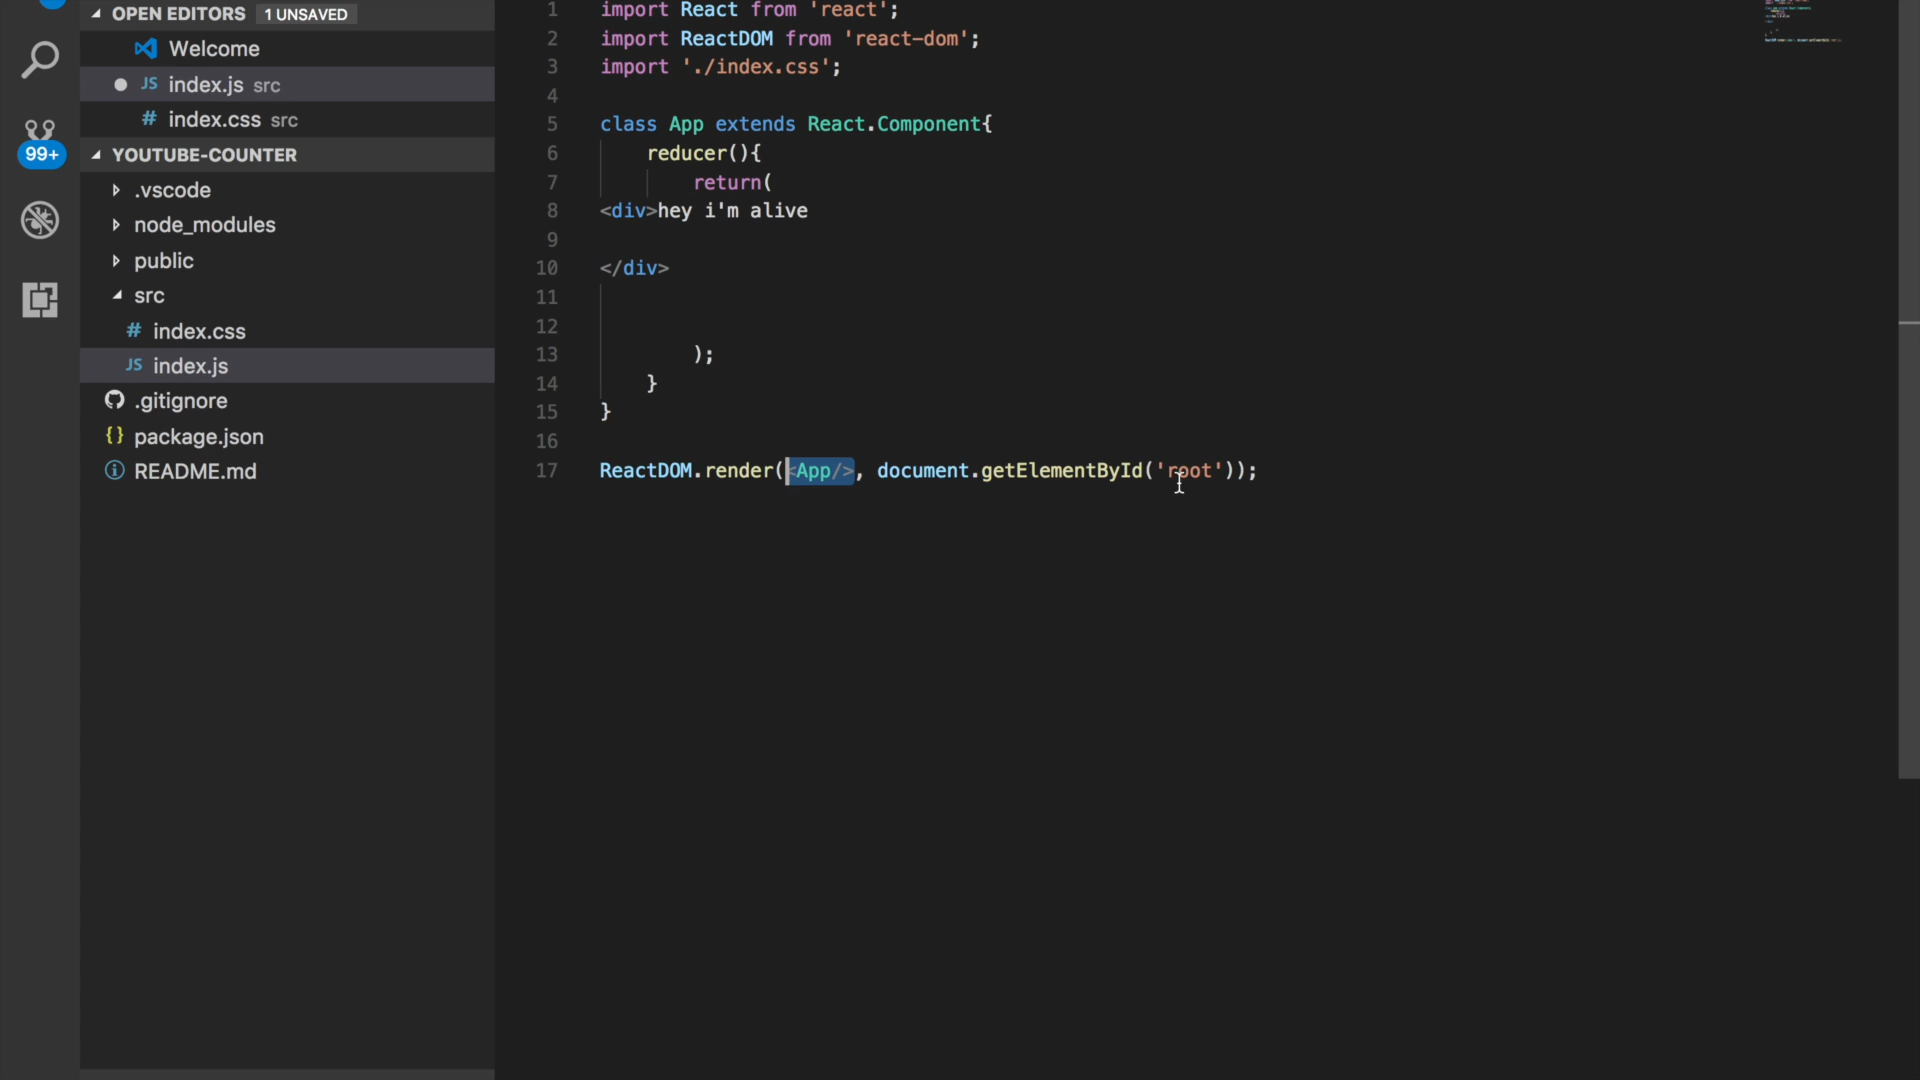 OPEN EDITORS 1 UNSAVED
Welcome
JS index.js src
# index.css src
99+
YOUTUBE-COUNTER
.vscode
node_modules
public
src
# index.css
JS index.js
.gitignore
{} package.json
README.md
1 import React from 'react';
2 import ReactDOM from 'react-dom';
3 import './index.css';
4
5 class App extends React.Component{
6 reducer(){
7 return(
8 <div>hey i'm alive
9
10 </div>
11
12
13 );
14 }
15 }
16
17 ReactDOM.render(<App/>, document.getElementById('root'));